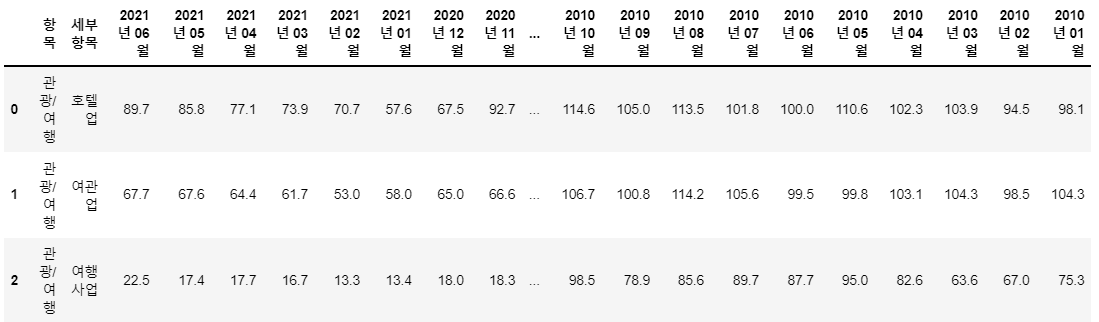 항목 세부 항목 2021년 06월 2021년 05월 2021년 04월 2021년 03월 2021년 02월 2021년 01월 2020년 12월 2020년 11월 ... 2010년 10월 2010년 09월 2010년 08월 2010년 07월 2010년 06월 2010년 05월 2010년 04월 2010년 03월 2010년 02월 2010년 01월
0 관광/여행 호텔업 89.7 85.8 77.1 73.9 70.7 57.6 67.5 92.7 ... 114.6 105.0 113.5 101.8 100.0 110.6 102.3 103.9 94.5 98.1
1 관광/여행 여관업 67.7 67.6 64.4 61.7 53.0 58.0 65.0 66.6 ... 106.7 100.8 114.2 105.6 99.5 99.8 103.1 104.3 98.5 104.3
2 관광/여행 여행사업 22.5 17.4 17.7 16.7 13.3 13.4 18.0 18.3 ... 98.5 78.9 85.6 89.7 87.7 95.0 82.6 63.6 67.0 75.3